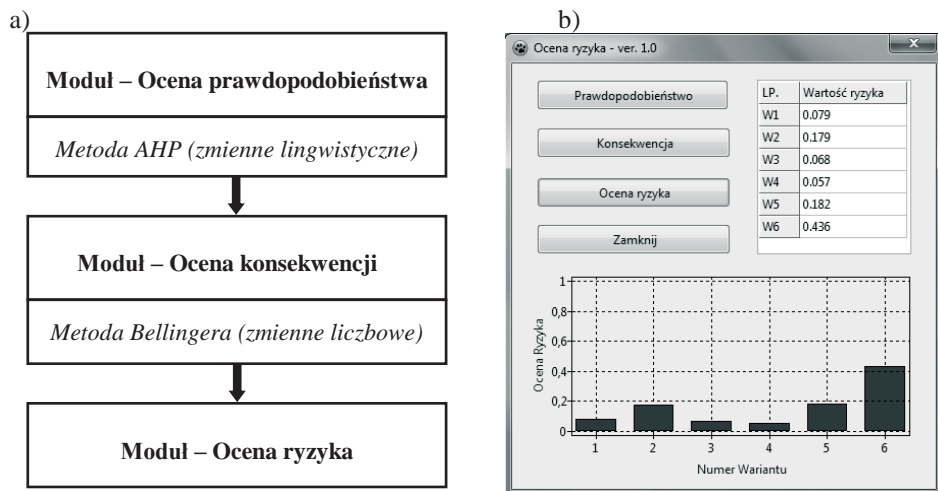 a)
Moduł – Ocena prawdopodobieństwa
Metoda AHP (zmienne lingwistyczne)
Moduł – Ocena konsekwencji
Metoda Bellingera (zmienne liczbowe)
Moduł – Ocena ryzyka
b)
Ocena ryzyka - ver. 1.0
x
Prawdopodobieństwo
Konsekwencja
Ocena ryzyka
Zamknij
LP. Wartość ryzyka
W1 0.079
W2 0.179
W3 0.068
W4 0.057
W5 0.182
W6 0.436
Ocena Ryzyka
1
0,8
0,6
0,4
0,2
0
1 2 3 4 5 6
Numer Wariantu